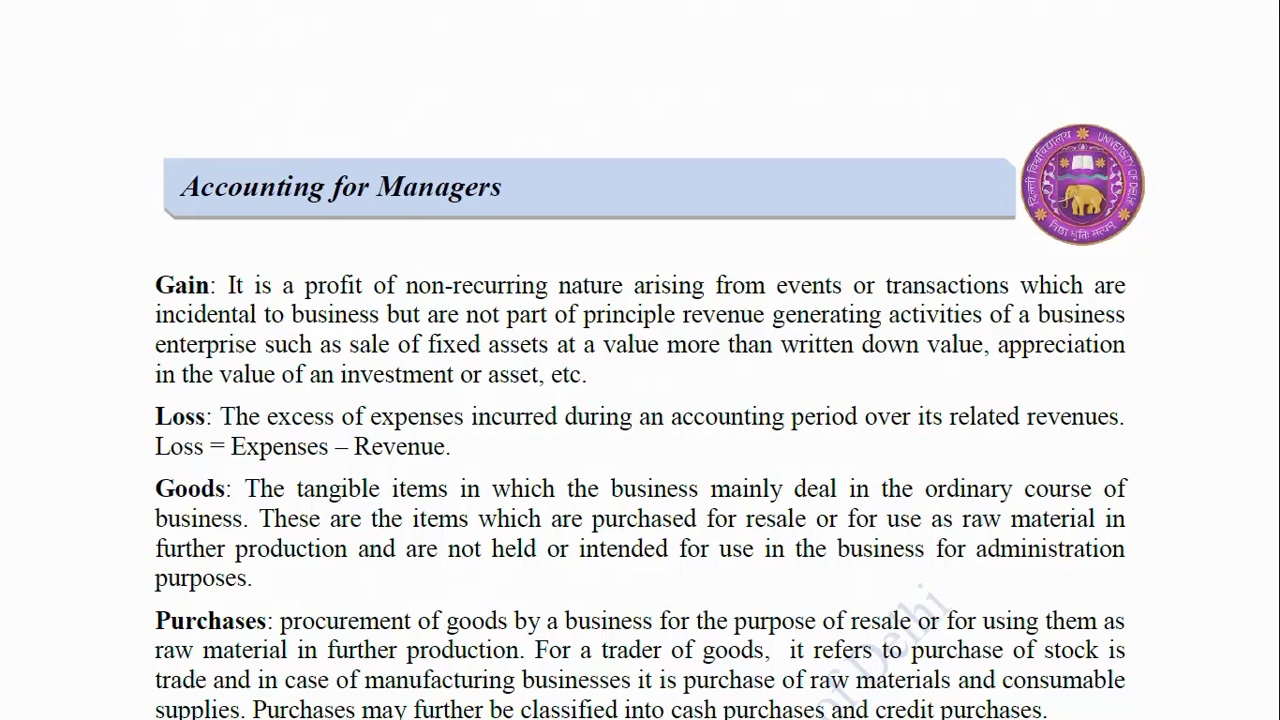 Accounting for Managers
दिल्ली विश्वविद्यालय
UNIVERSITY OF DELHI
निष्ठा धृतिः सत्यम्
Gain: It is a profit of non-recurring nature arising from events or transactions which are
incidental to business but are not part of principle revenue generating activities of a business
enterprise such as sale of fixed assets at a value more than written down value, appreciation
in the value of an investment or asset, etc.
Loss: The excess of expenses incurred during an accounting period over its related revenues.
Loss = Expenses – Revenue.
Goods: The tangible items in which the business mainly deal in the ordinary course of
business. These are the items which are purchased for resale or for use as raw material in
further production and are not held or intended for use in the business for administration
purposes.
Purchases: procurement of goods by a business for the purpose of resale or for using them as
raw material in further production. For a trader of goods, it refers to purchase of stock is
trade and in case of manufacturing businesses it is purchase of raw materials and consumable
supplies. Purchases may further be classified into cash purchases and credit purchases.
of Delhi